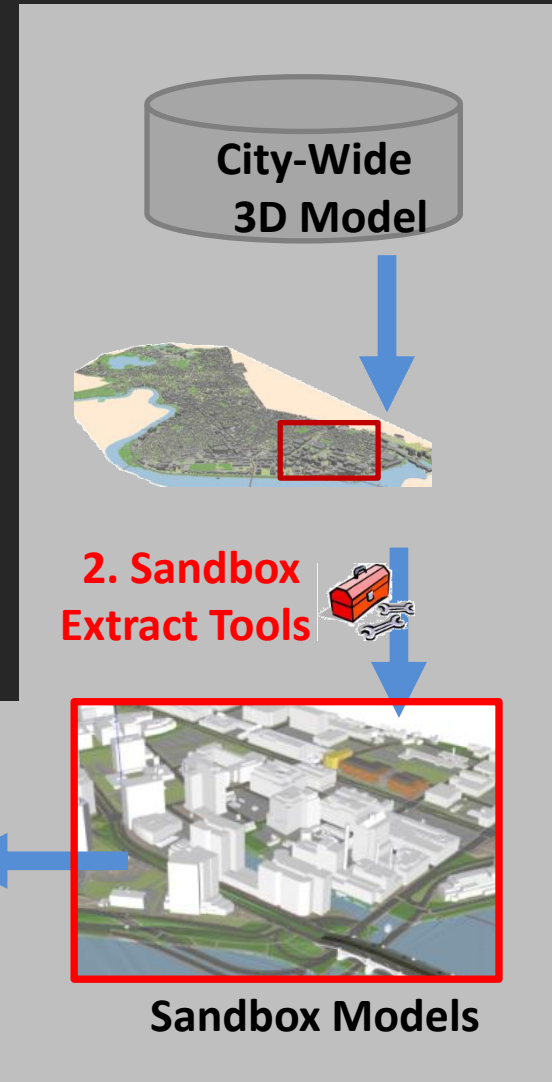 City-Wide
3D Model
2. Sandbox
Extract Tools
Sandbox Models